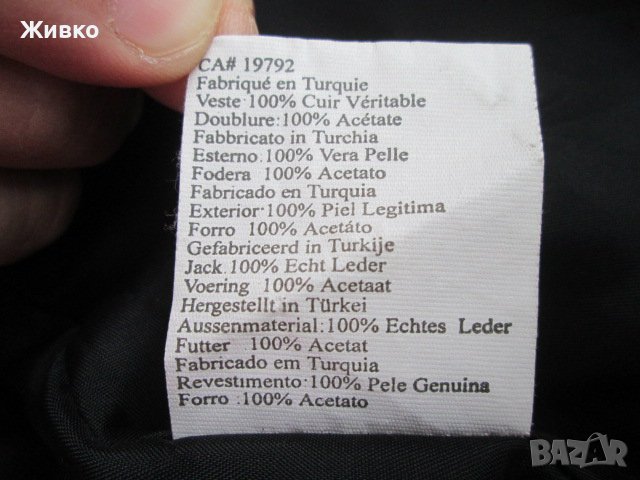 Живко
CA# 19792
Fabriqué en Turquie
Veste:100% Cuir Véritable
Doublure:100% Acétate
Fabbricato in Turchia
Esterno:100% Vera Pelle
Fodera 100% Acetato
Fabricado en Turquia
Exterior:100% Piel Legitima
Forro 100% Acetáto
Gefabriceerd in Turkije
Jack:100% Echt Leder
Voering 100% Acetaat
Hergestellt in Türkei
Aussenmaterial:100% Echtes Leder
Futter 100% Acetat
Fabricado em Turquia
Revestimento:100% Pele Genuina
Forro :100% Acetato
BAZAR